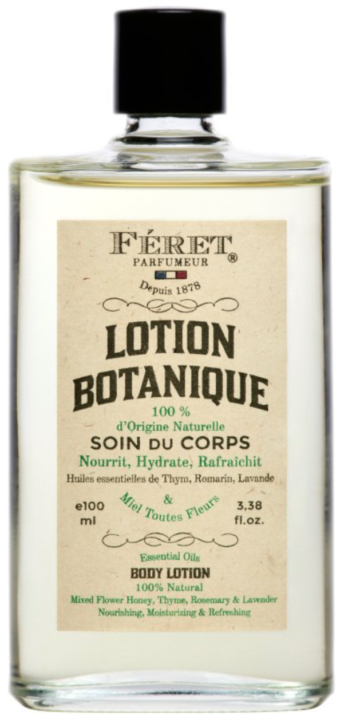 FÉRET®
PARFUMEUR
Depuis 1878
LOTION
BOTANIQUE
100 %
d'Origine Naturelle
SOIN DU CORPS
Nourrit, Hydrate, Rafraîchit
Huiles essentielles de Thym, Romarin, Lavande
&
Miel Toutes Fleurs
e100 ml
3,38 fl.oz.
Essential Oils
BODY LOTION
100% Natural
Mixed Flower Honey, Thyme, Rosemary & Lavender
Nourishing, Moisturizing & Refreshing